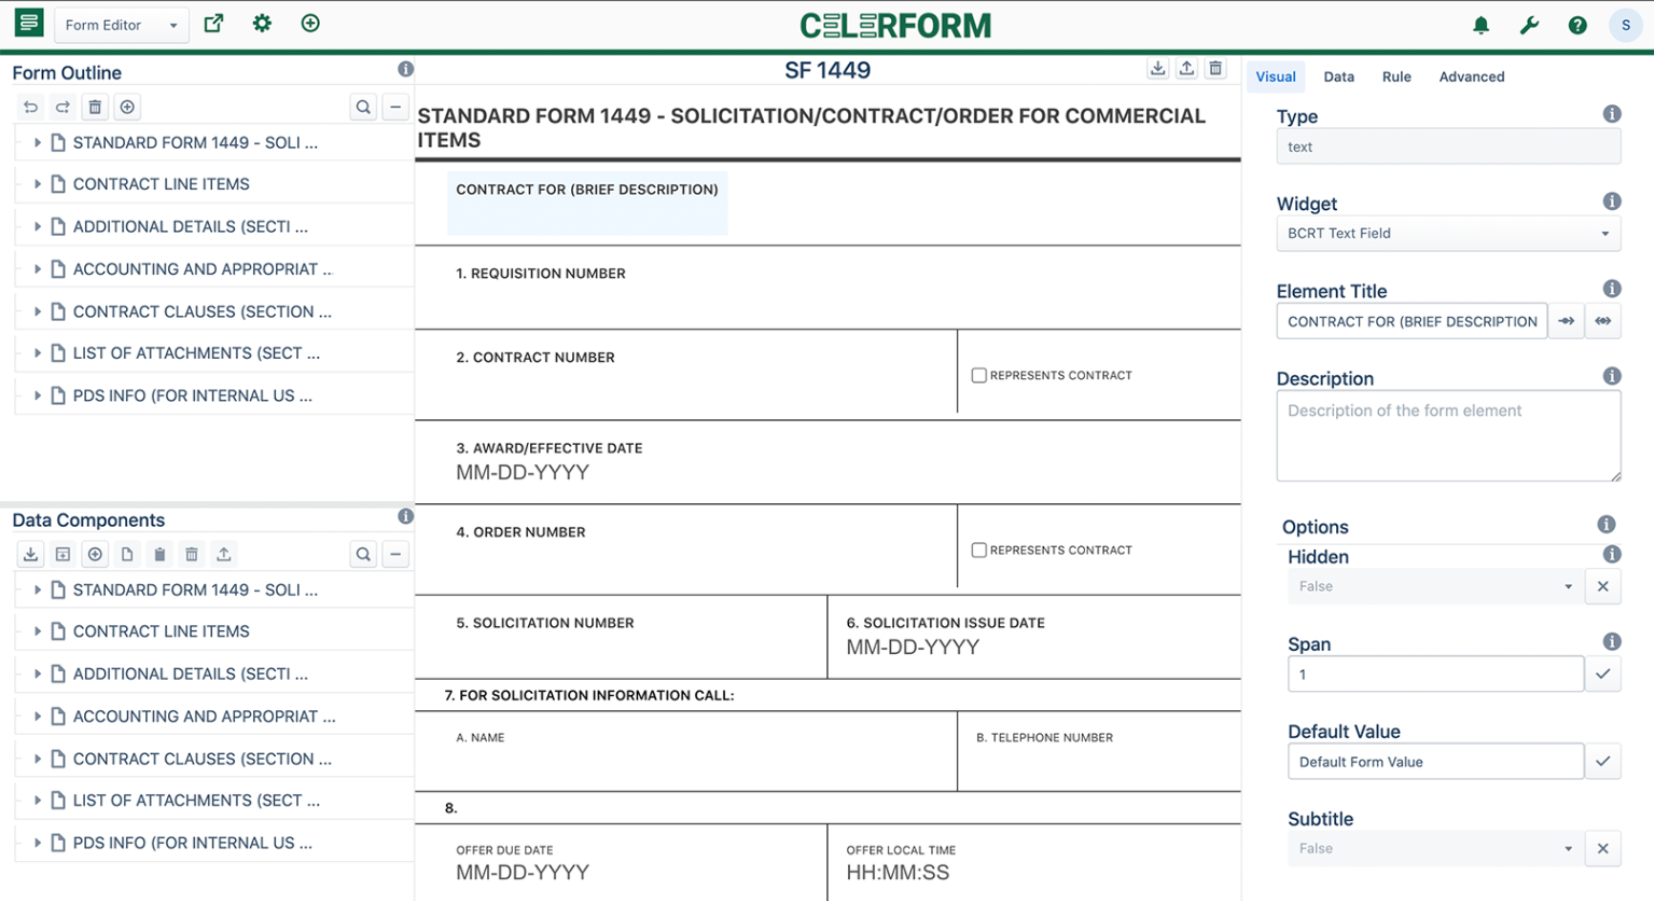 Form Editor
CELERFORM
S
Form Outline
STANDARD FORM 1449 - SOLI ...
CONTRACT LINE ITEMS
ADDITIONAL DETAILS (SECTI ...
ACCOUNTING AND APPROPRIAT ...
CONTRACT CLAUSES (SECTION ...
LIST OF ATTACHMENTS (SECT ...
PDS INFO (FOR INTERNAL US ...
Data Components
STANDARD FORM 1449 - SOLI ...
CONTRACT LINE ITEMS
ADDITIONAL DETAILS (SECTI ...
ACCOUNTING AND APPROPRIAT ...
CONTRACT CLAUSES (SECTION ...
LIST OF ATTACHMENTS (SECT ...
PDS INFO (FOR INTERNAL US ...
SF 1449
STANDARD FORM 1449 - SOLICITATION/CONTRACT/ORDER FOR COMMERCIAL
ITEMS
CONTRACT FOR (BRIEF DESCRIPTION)
1. REQUISITION NUMBER
2. CONTRACT NUMBER
REPRESENTS CONTRACT
3. AWARD/EFFECTIVE DATE
MM-DD-YYYY
4. ORDER NUMBER
REPRESENTS CONTRACT
5. SOLICITATION NUMBER
6. SOLICITATION ISSUE DATE
MM-DD-YYYY
7. FOR SOLICITATION INFORMATION CALL:
A. NAME
B. TELEPHONE NUMBER
8.
OFFER DUE DATE
MM-DD-YYYY
OFFER LOCAL TIME
HH:MM:SS
Visual Data Rule Advanced
Type
text
Widget
BCRT Text Field
Element Title
CONTRACT FOR (BRIEF DESCRIPTION
Description
Description of the form element
Options
Hidden
False
Span
1
Default Value
Default Form Value
Subtitle
False